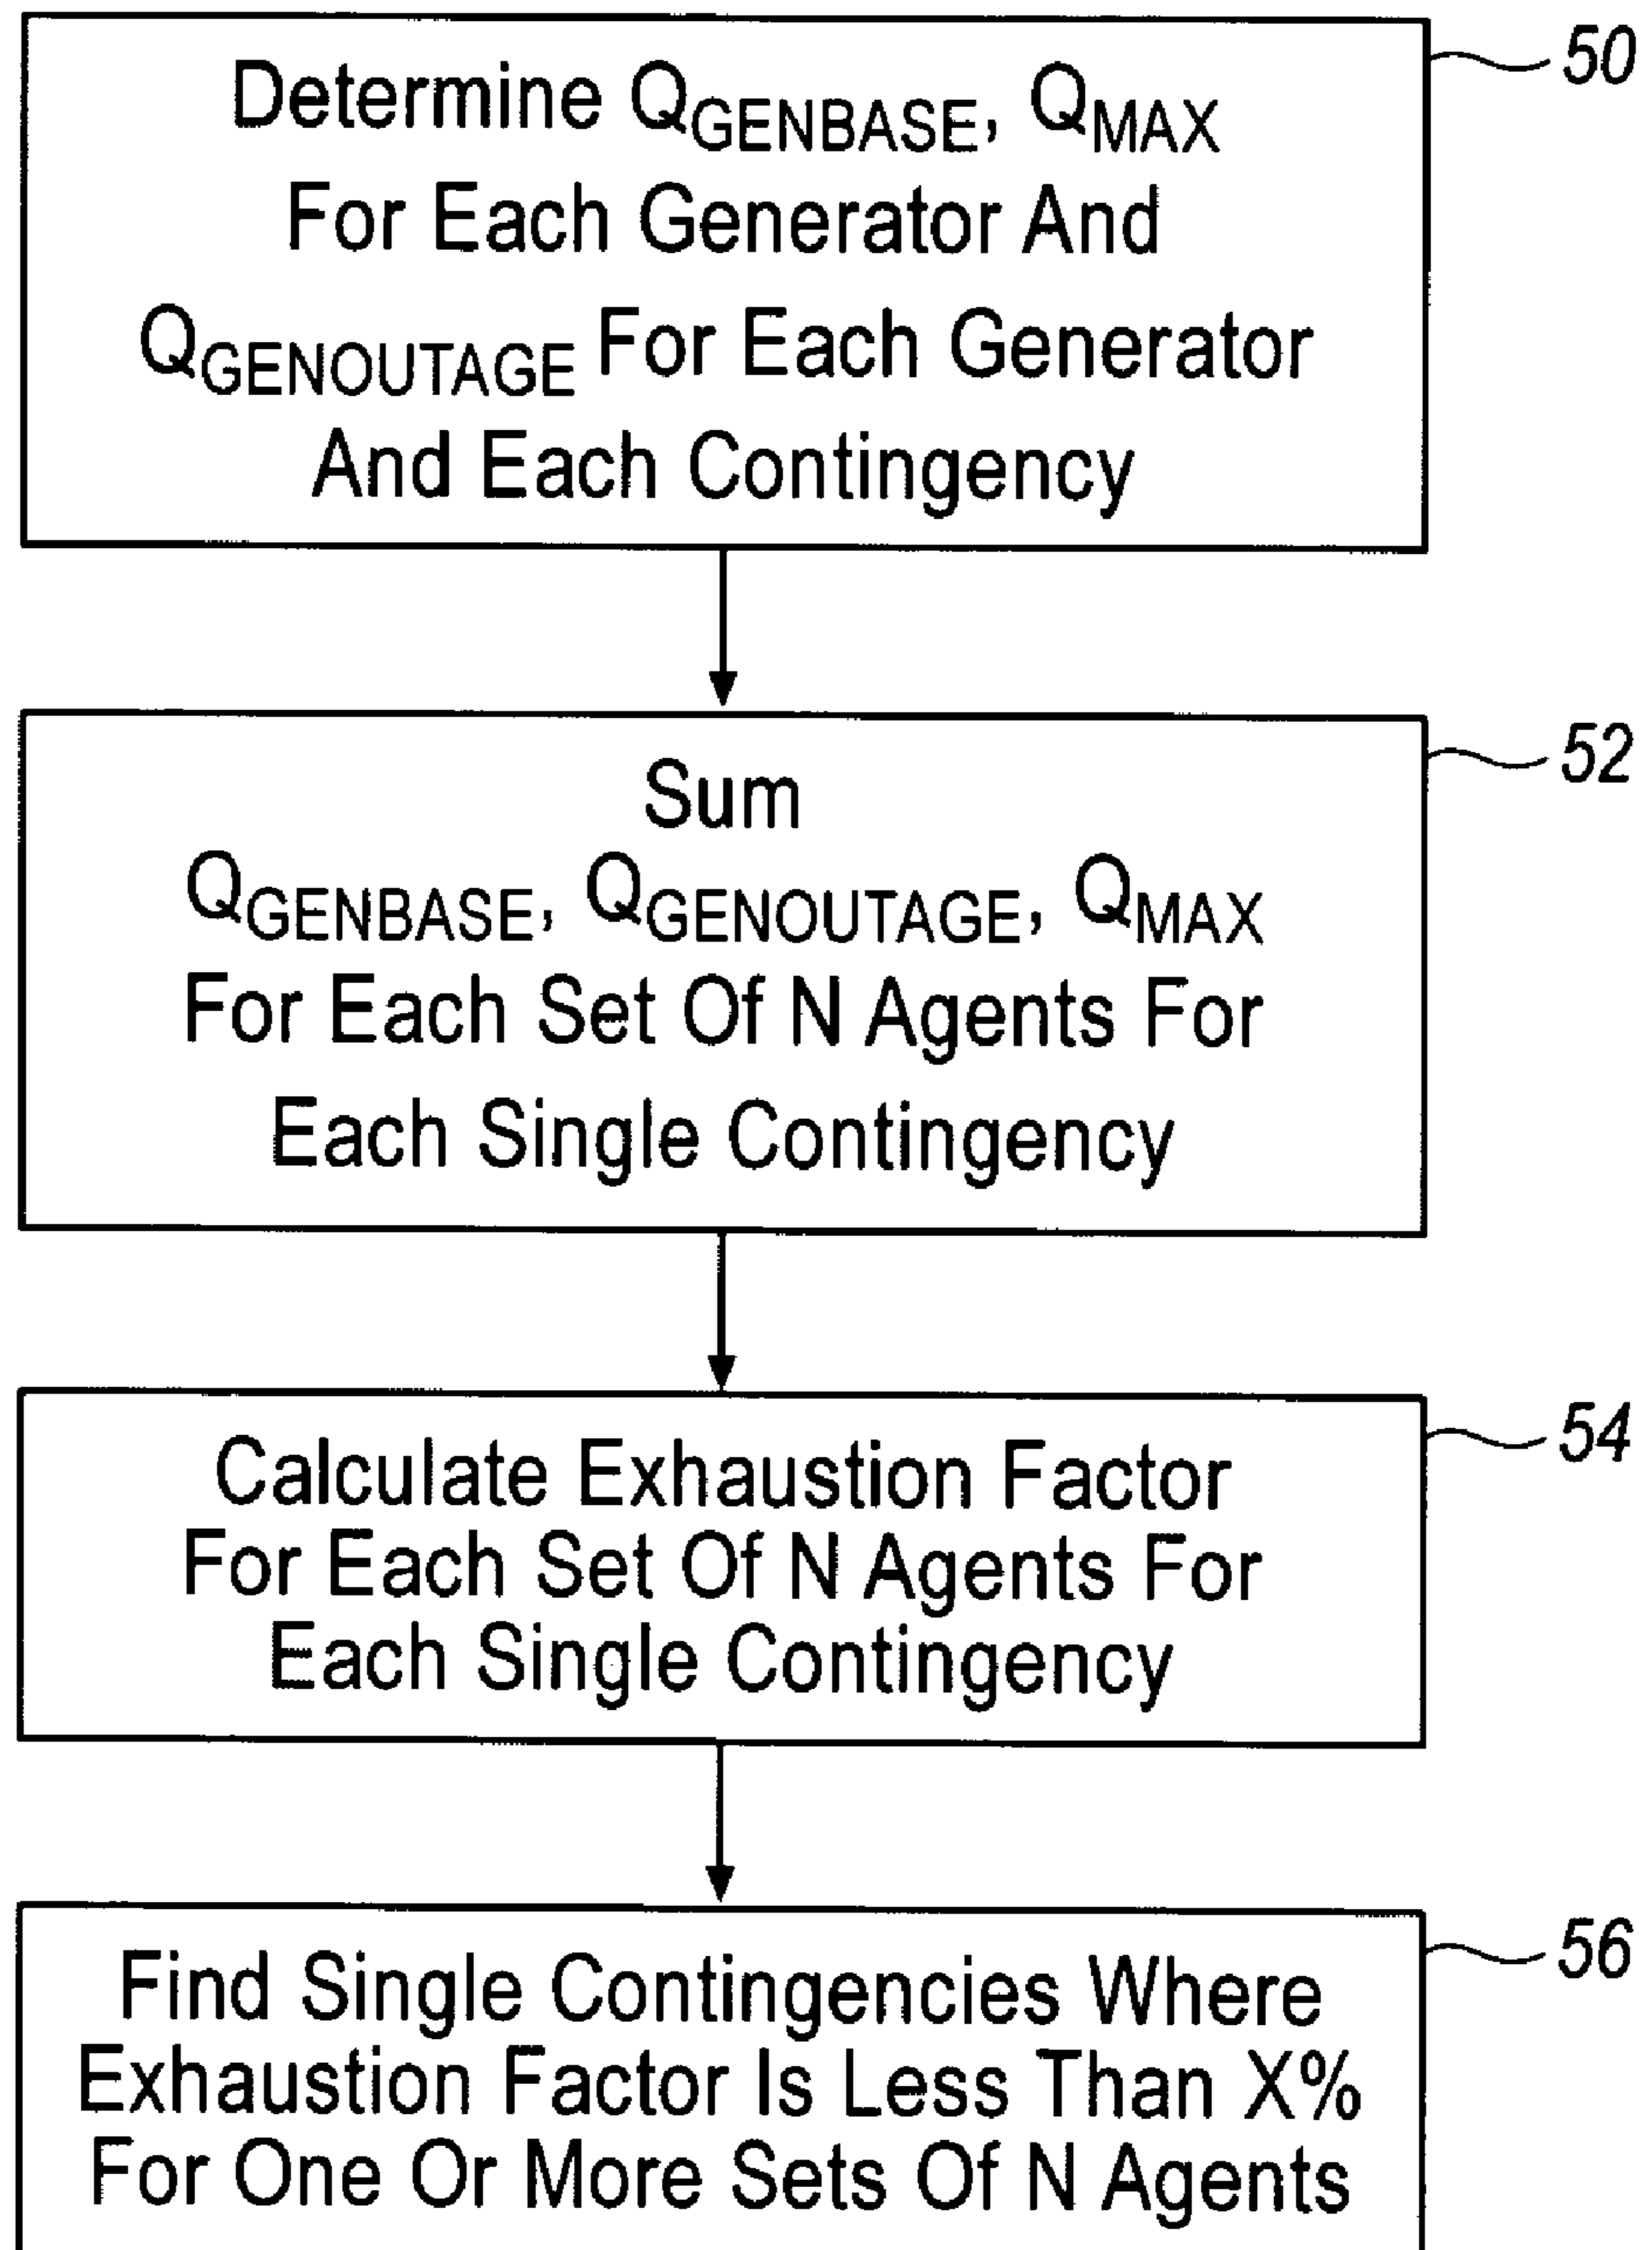 Determine QGENBASE, QMAX
For Each Generator And
QGENOUTAGE For Each Generator
And Each Contingency
50
Sum
QGENBASE, QGENOUTAGE, QMAX
For Each Set Of N Agents For
Each Single Contingency
52
Calculate Exhaustion Factor
For Each Set Of N Agents For
Each Single Contingency
54
Find Single Contingencies Where
Exhaustion Factor Is Less Than X%
For One Or More Sets Of N Agents
56